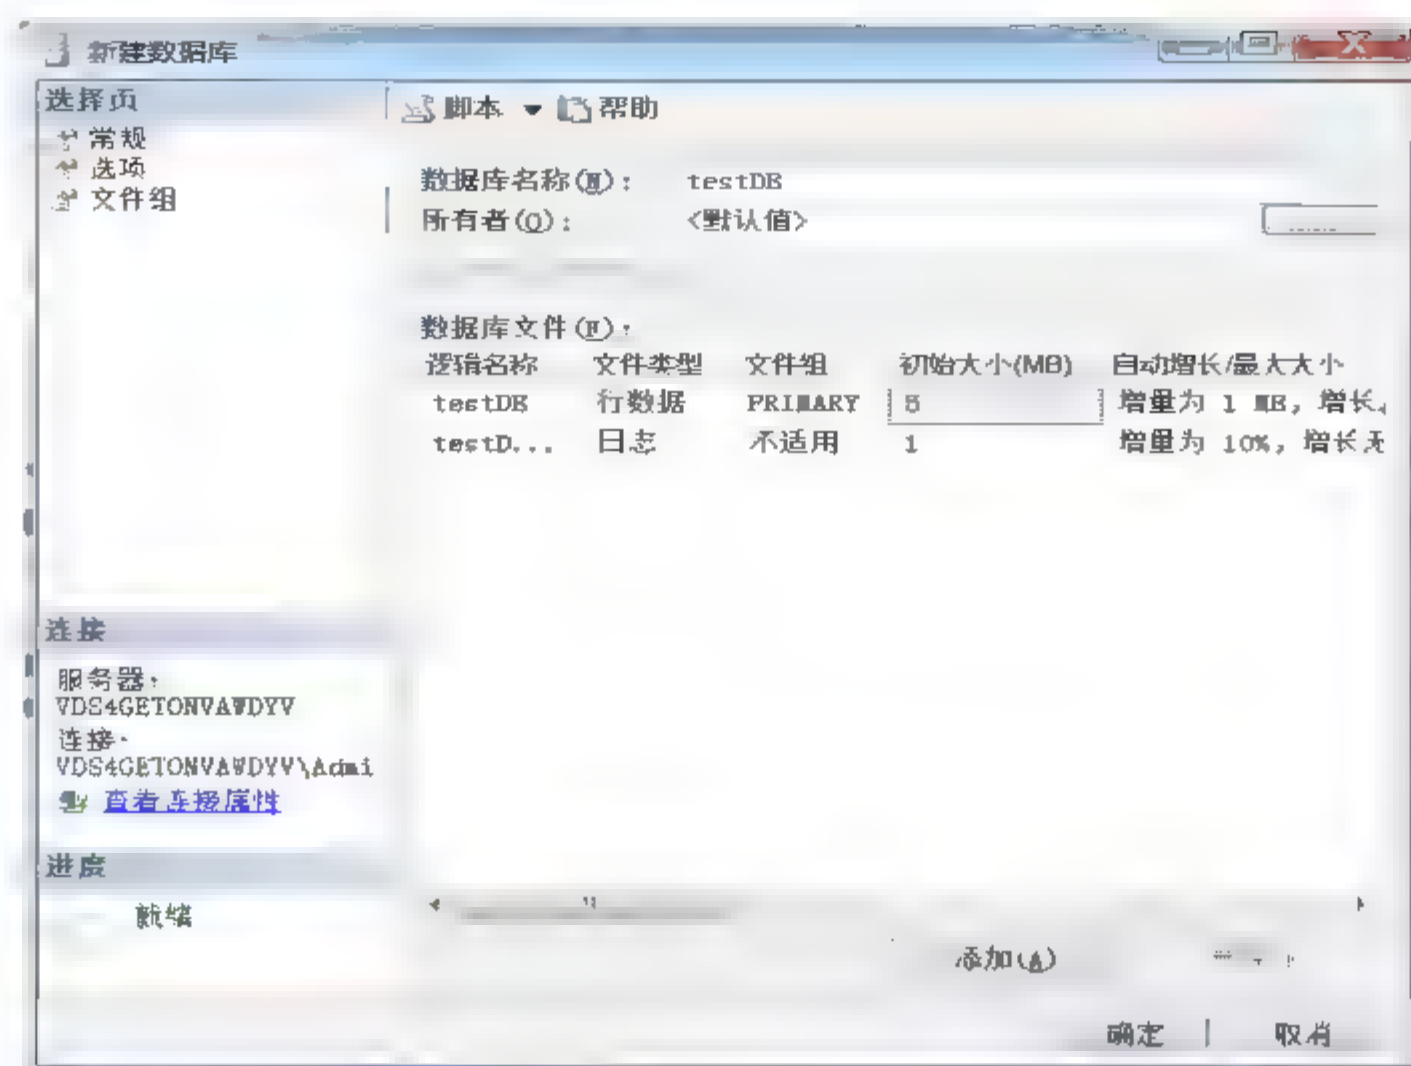 新建数据库
选择页
常规
选项
文件组
脚本 帮助
数据库名称(N): testDB
所有者(O): <默认值>
数据库文件(F):
逻辑名称 文件类型 文件组 初始大小(MB) 自动增长/最大大小
testDB 行数据 PRIMARY 5 增量为 1 MB, 增长.
testD... 日志 不适用 1 增量为 10%, 增长无
连接
服务器:
VDS4GETONVAWDYV
连接:
VDS4GETONVAWDYV\Admi
查看连接属性
进度
就绪
添加(A)
确定 取消